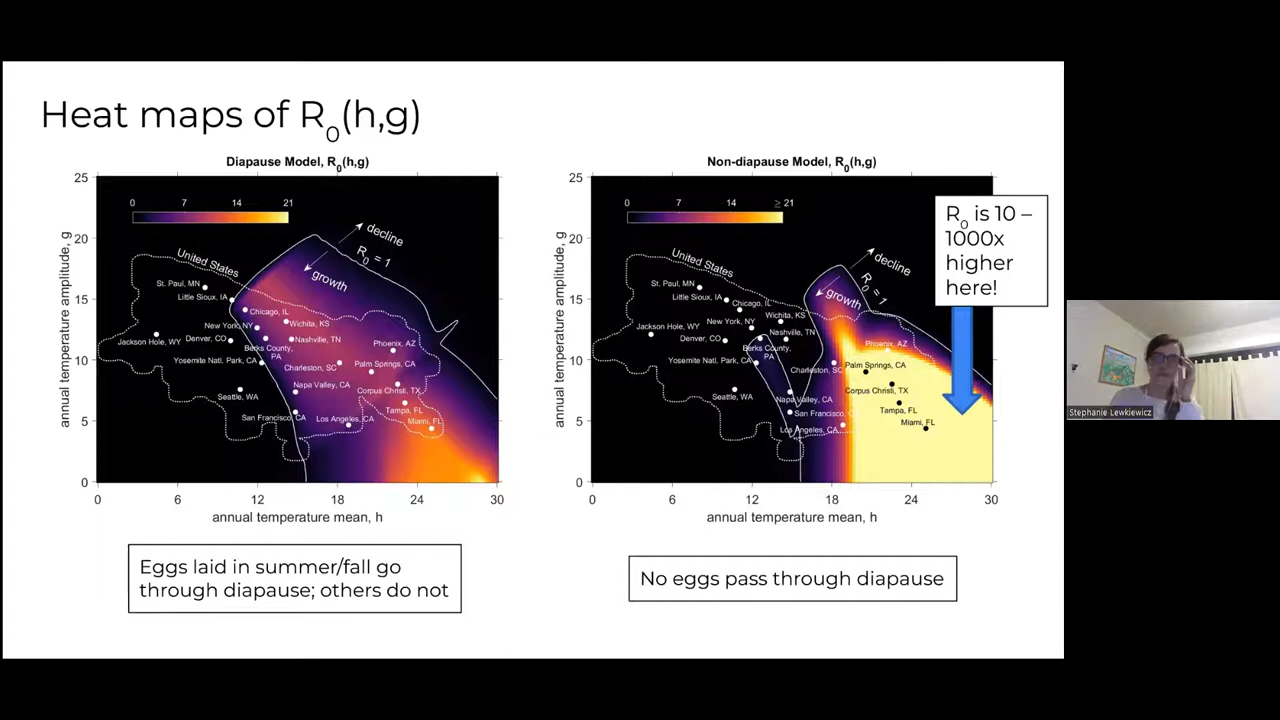 Heat maps of R0(h,g)
Diapause Model, R0(h,g)
25
20
15
10
5
0
annual temperature amplitude, g
0 7 14 21
decline
R0 = 1
growth
United States
St. Paul, MN
Little Sioux, IA
Chicago, IL
New York, NY
Wichita, KS
Jackson Hole, WY
Denver, CO
Nashville, TN
Berks County,
PA
Phoenix, AZ
Yosemite Natl. Park, CA
Charleston, SC
Palm Springs, CA
Napa Valley, CA
Corpus Christi, TX
Seattle, WA
Tampa, FL
San Francisco, CA
Los Angeles, CA
Miami, FL
0 6 12 18 24 30
annual temperature mean, h
Eggs laid in summer/fall go
through diapause; others do not
Non-diapause Model, R0(h,g)
25
20
15
10
5
0
annual temperature amplitude, g
0 7 14 ≥ 21
decline
R0 = 1
growth
United States
St. Paul, MN
Little Sioux, IA
Chicago, IL
New York, NY
Wichita, KS
Jackson Hole, WY
Denver, CO
Nashville, TN
Berks County,
PA
Phoenix, AZ
Yosemite Natl. Park, CA
Charleston, SC
Palm Springs, CA
Napa Valley, CA
Corpus Christi, TX
Seattle, WA
Tampa, FL
San Francisco, CA
Los Angeles, CA
Miami, FL
0 6 12 18 24 30
annual temperature mean, h
No eggs pass through diapause
R0 is 10 –
1000x
higher
here!
Stephanie Lewkiewicz